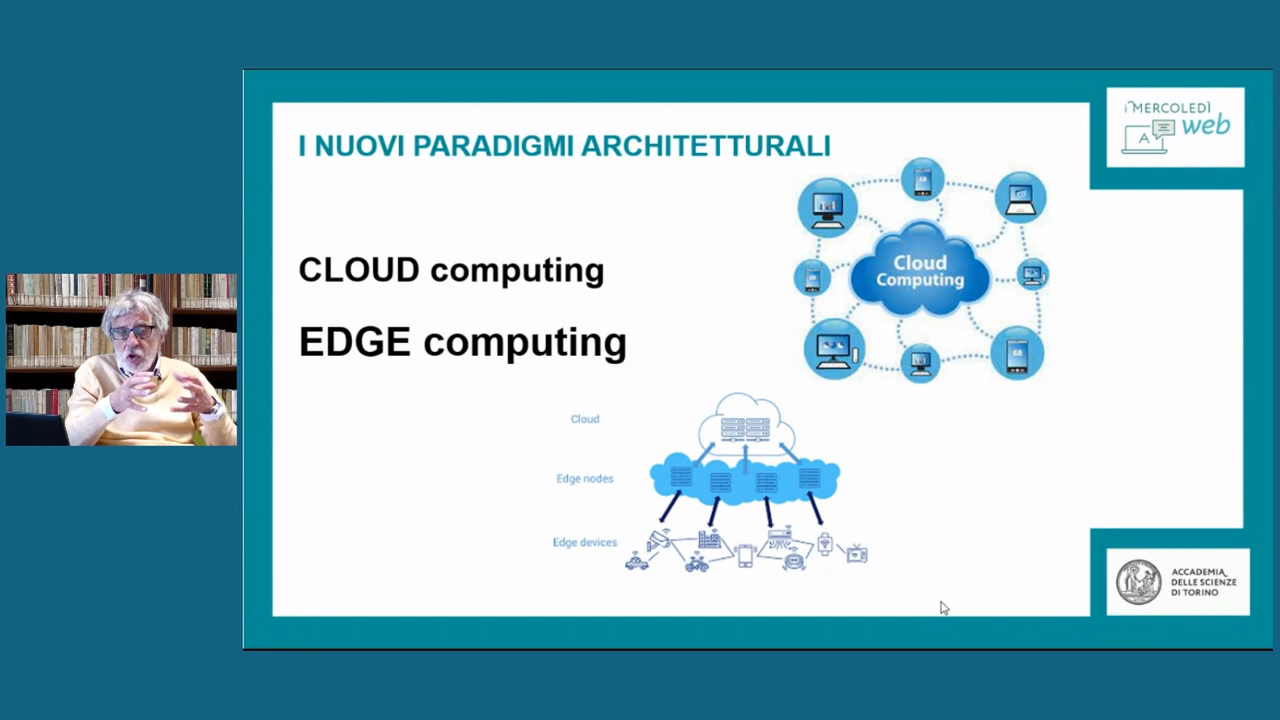 I NUOVI PARADIGMI ARCHITETTURALI
CLOUD computing
EDGE computing
Cloud
Computing
Cloud
Edge nodes
Edge devices
i MERCOLEDÌ
A
web
ACCADEMIA
DELLE SCIENZE
DI TORINO